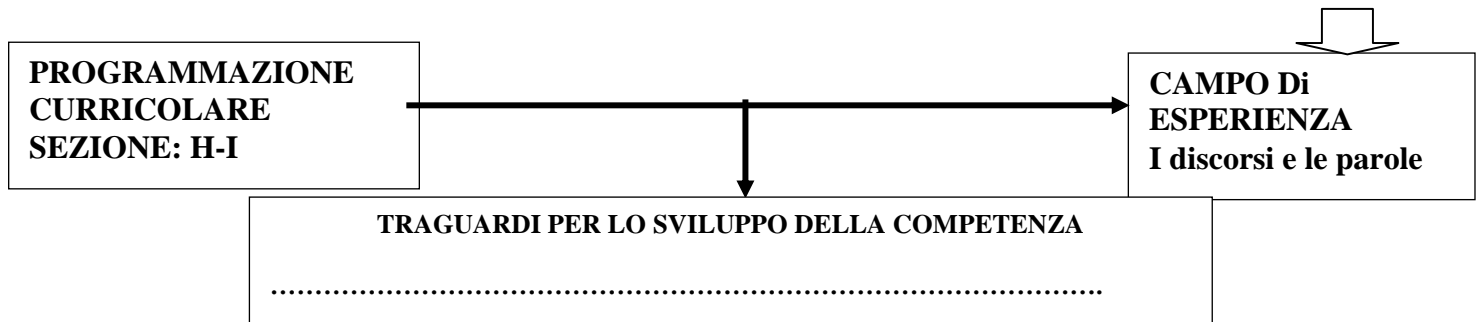 PROGRAMMAZIONE
CURRICOLARE
SEZIONE: H-I
CAMPO Di
ESPERIENZA
I discorsi e le parole
TRAGUARDI PER LO SVILUPPO DELLA COMPETENZA
…………………………………………………………………………………….